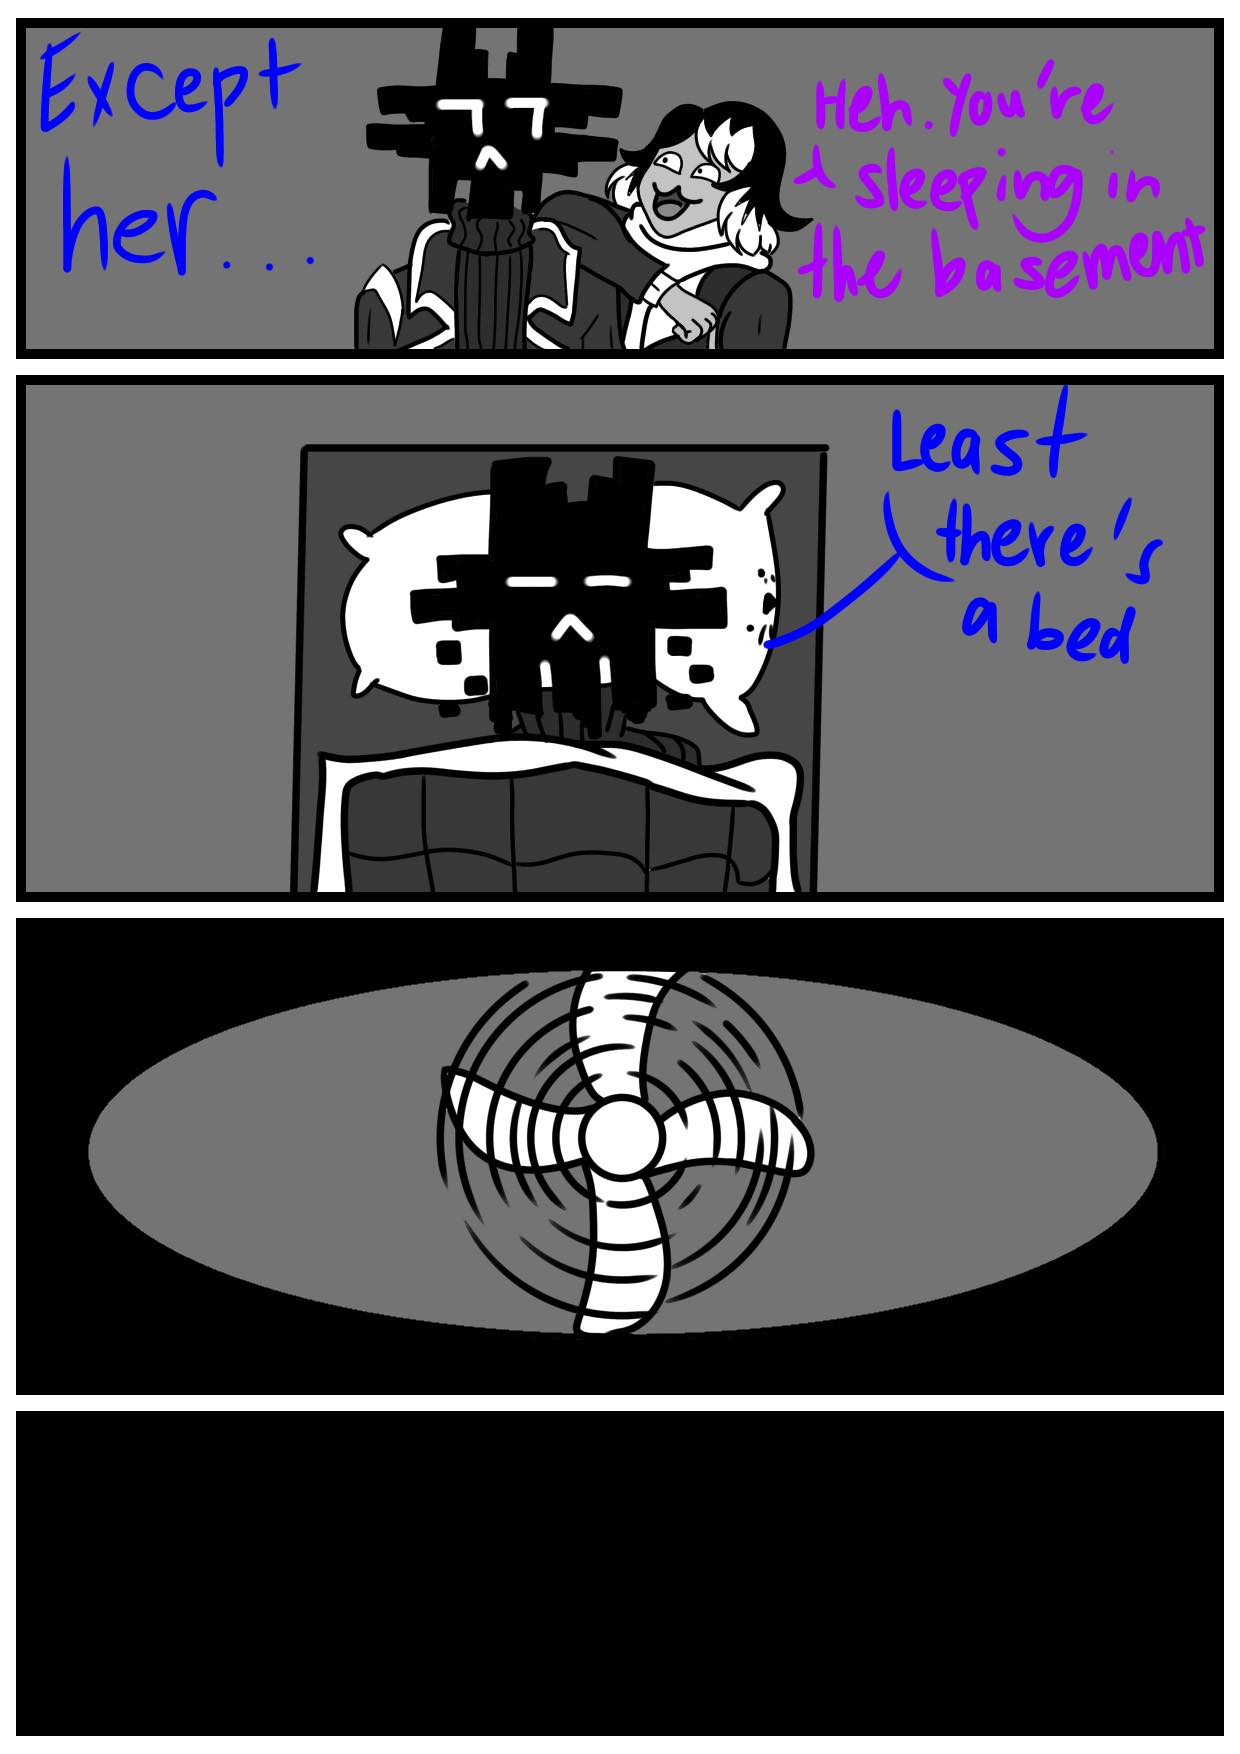 Except
her...
Heh. You're
sleeping in
the basement
Least
there's
a bed